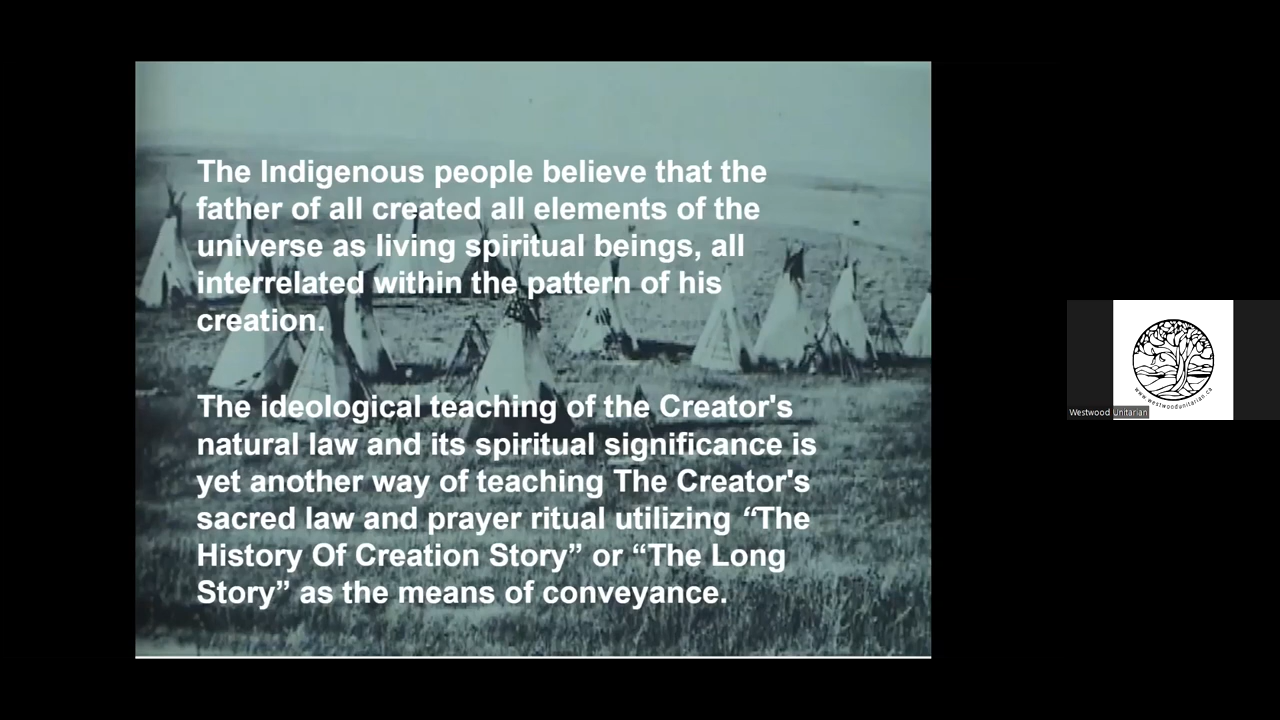 The Indigenous people believe that the
father of all created all elements of the
universe as living spiritual beings, all
interrelated within the pattern of his
creation.
The ideological teaching of the Creator's
natural law and its spiritual significance is
yet another way of teaching The Creator's
sacred law and prayer ritual utilizing “The
History Of Creation Story” or “The Long
Story” as the means of conveyance.
www.westwoodunitarian.ca
Westwood Unitarian